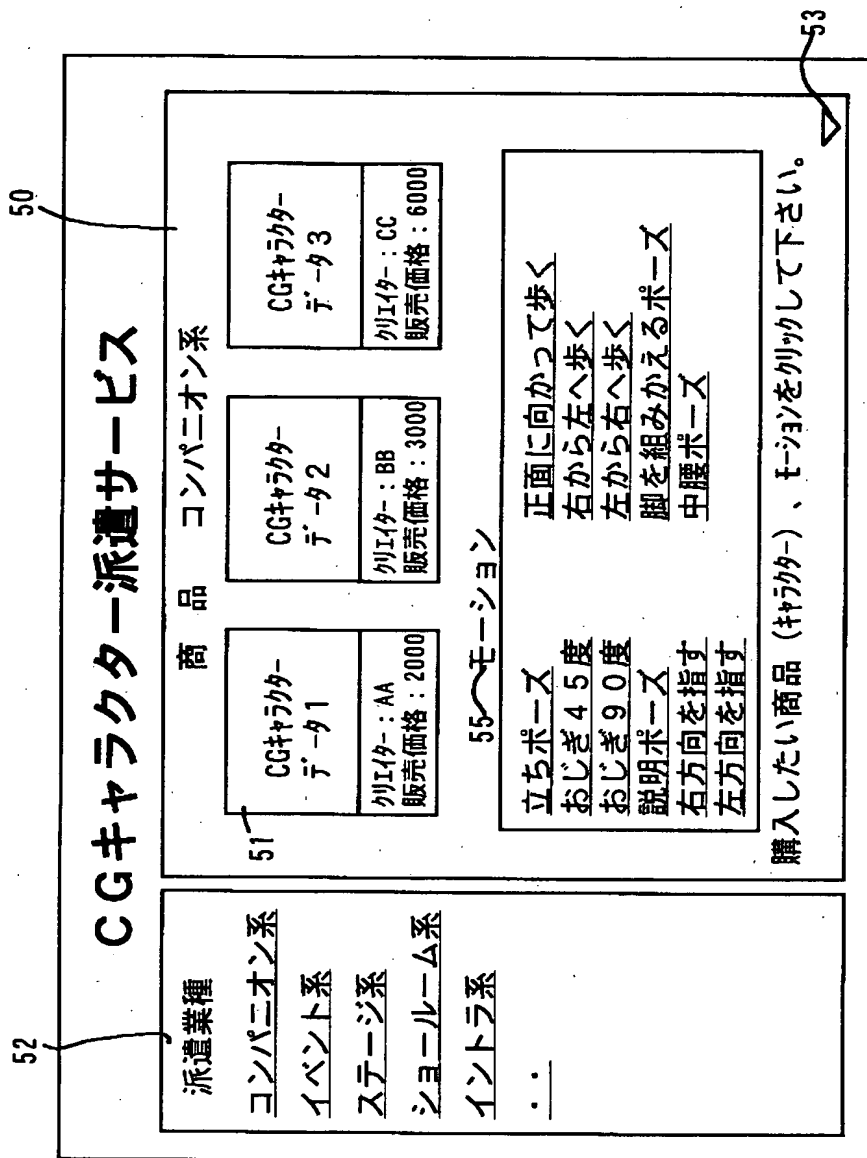 CGキャラクター派遣サービス
52
派遣業種
コンパニオン系
イベント系
ステージ系
ショールーム系
イントラ系
・・
50
商 品 コンパニオン系
51
CGキャラクター
データ1
クリエイター:AA
販売価格:2000
CGキャラクター
データ2
クリエイター:BB
販売価格:3000
CGキャラクター
データ3
クリエイター:CC
販売価格:6000
55 モーション
立ちポーズ
おじぎ45度
おじぎ90度
説明ポーズ
右方向を指す
左方向を指す
正面に向かって歩く
右から左へ歩く
左から右へ歩く
脚を組みかえるポーズ
中腰ポーズ
購入したい商品(キャラクター)、モーションをクリックして下さい。
53